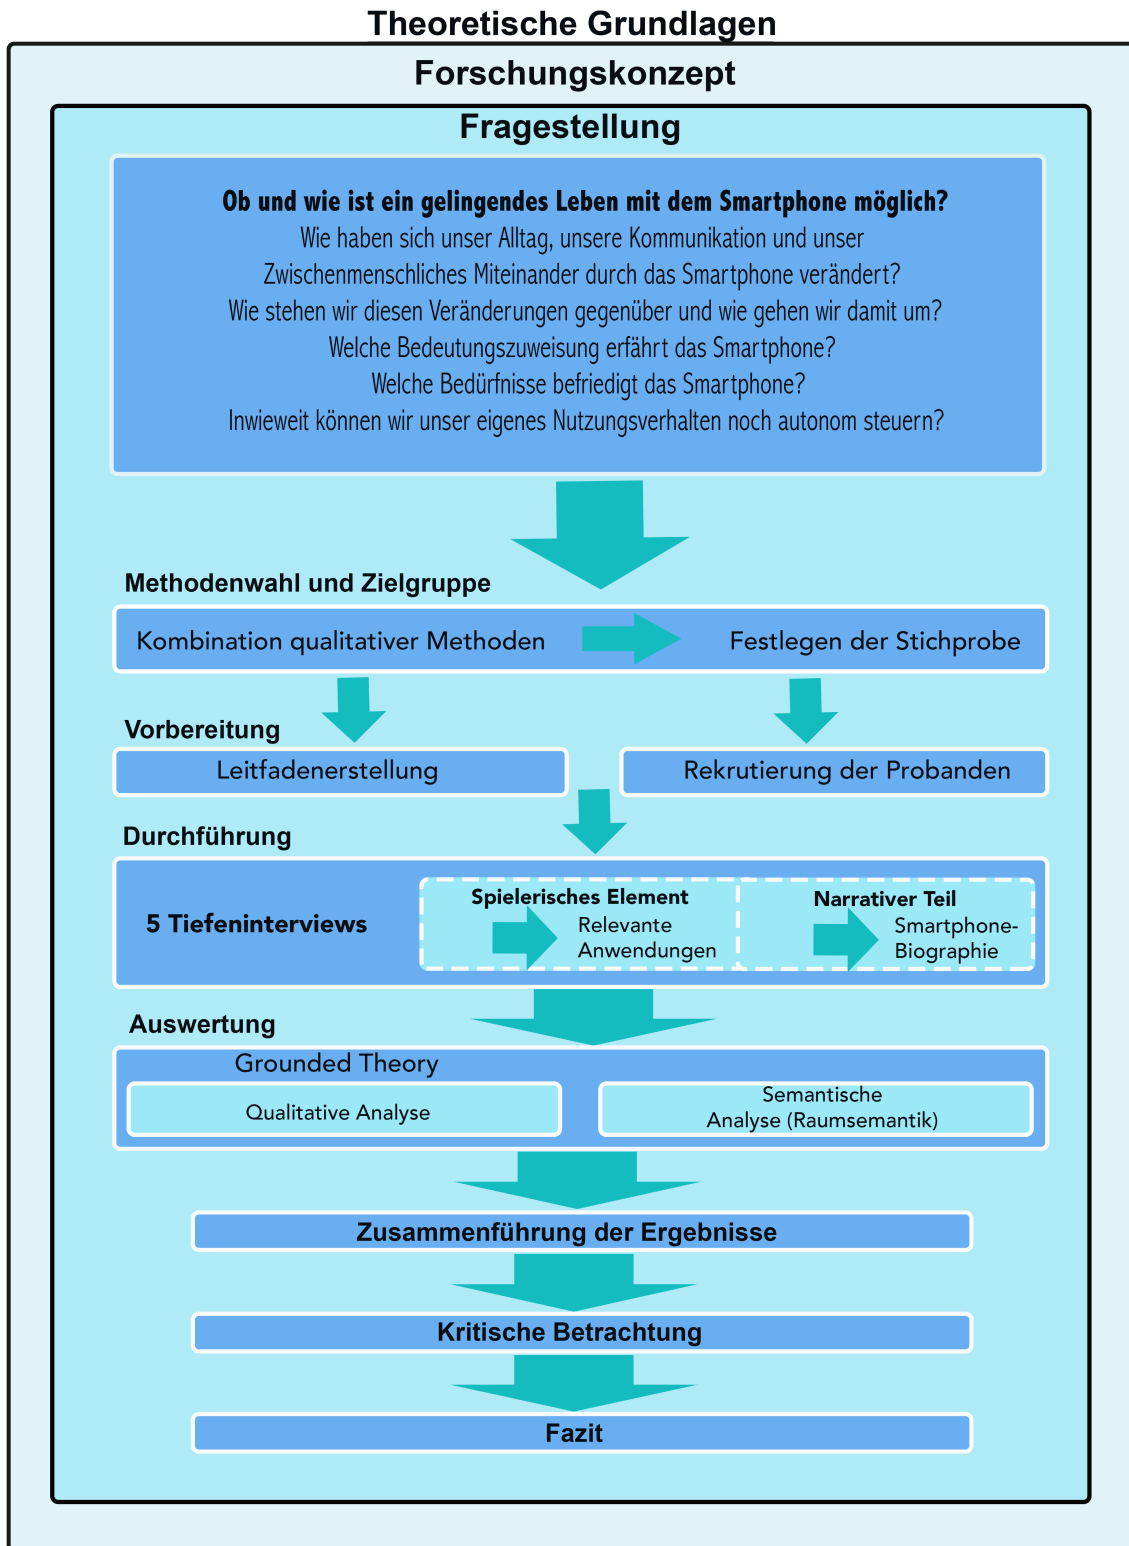 Theoretische Grundlagen
Forschungskonzept
Fragestellung
Ob und wie ist ein gelingendes Leben mit dem Smartphone möglich?
Wie haben sich unser Alltag, unsere Kommunikation und unser
Zwischenmenschliches Miteinander durch das Smartphone verändert?
Wie stehen wir diesen Veränderungen gegenüber und wie gehen wir damit um?
Welche Bedeutungszuweisung erfährt das Smartphone?
Welche Bedürfnisse befriedigt das Smartphone?
Inwieweit können wir unser eigenes Nutzungsverhalten noch autonom steuern?
Methodenwahl und Zielgruppe
Kombination qualitativer Methoden
Festlegen der Stichprobe
Vorbereitung
Leitfadenerstellung
Rekrutierung der Probanden
Durchführung
5 Tiefeninterviews
Spielerisches Element
Relevante
Anwendungen
Narrativer Teil
Smartphone-
Biographie
Auswertung
Grounded Theory
Qualitative Analyse
Semantische
Analyse (Raumsemantik)
Zusammenführung der Ergebnisse
Kritische Betrachtung
Fazit